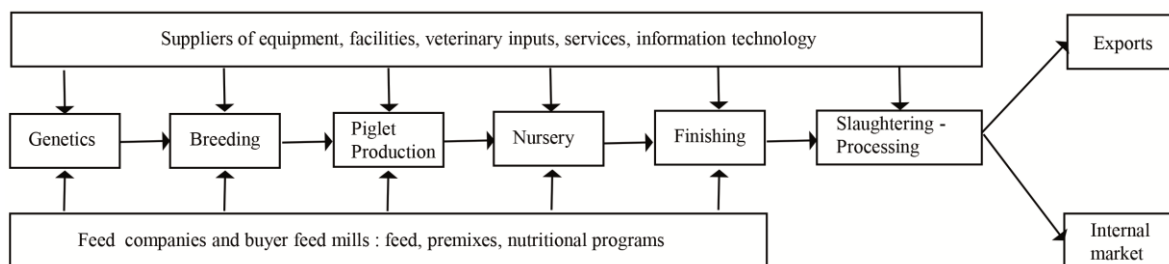 Suppliers of equipment, facilities, veterinary inputs, services, information technology
Exports
Genetics
Breeding
Piglet
Production
Nursery
Finishing
Slaughtering -
Processing
Feed companies and buyer feed mills : feed, premixes, nutritional programs
Internal
market